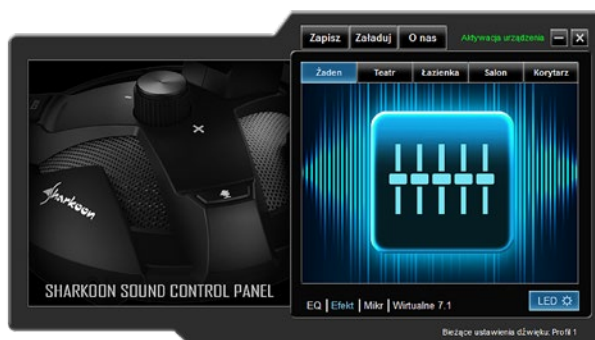 Zapisz Załaduj O nas Aktywacja urządzenia
Żaden Teatr Łazienka Salon Korytarz
Sharkoon
SHARKOON SOUND CONTROL PANEL
EQ | Efekt | Mikr | Wirtualne 7.1
LED
Bieżące ustawienia dźwięku: Profil 1